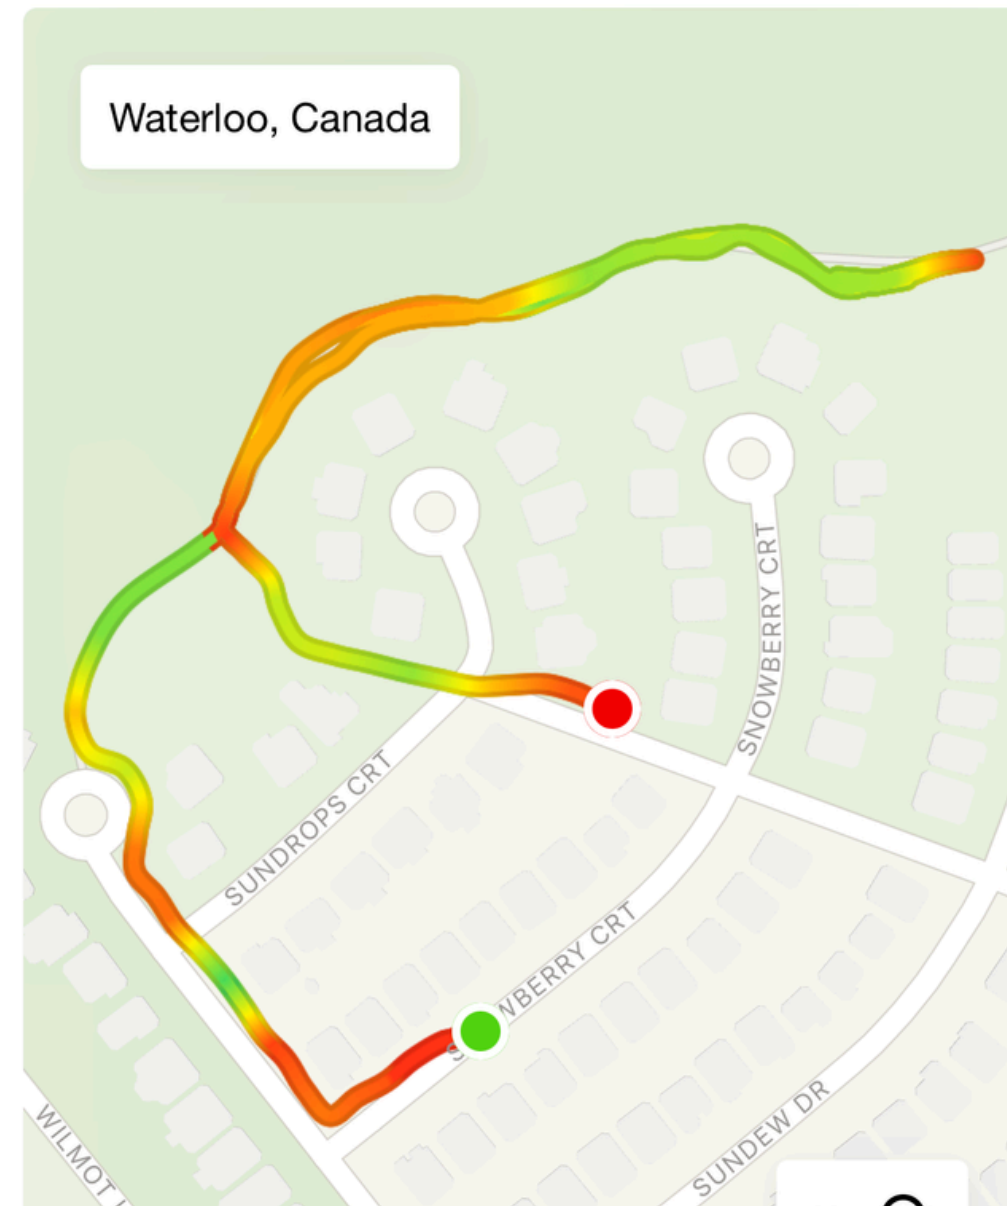 Waterloo, Canada
SNOWBERRY CRT
SUNDROPS CRT
WBERRY CRT
SUNDEW DR
WILMOT